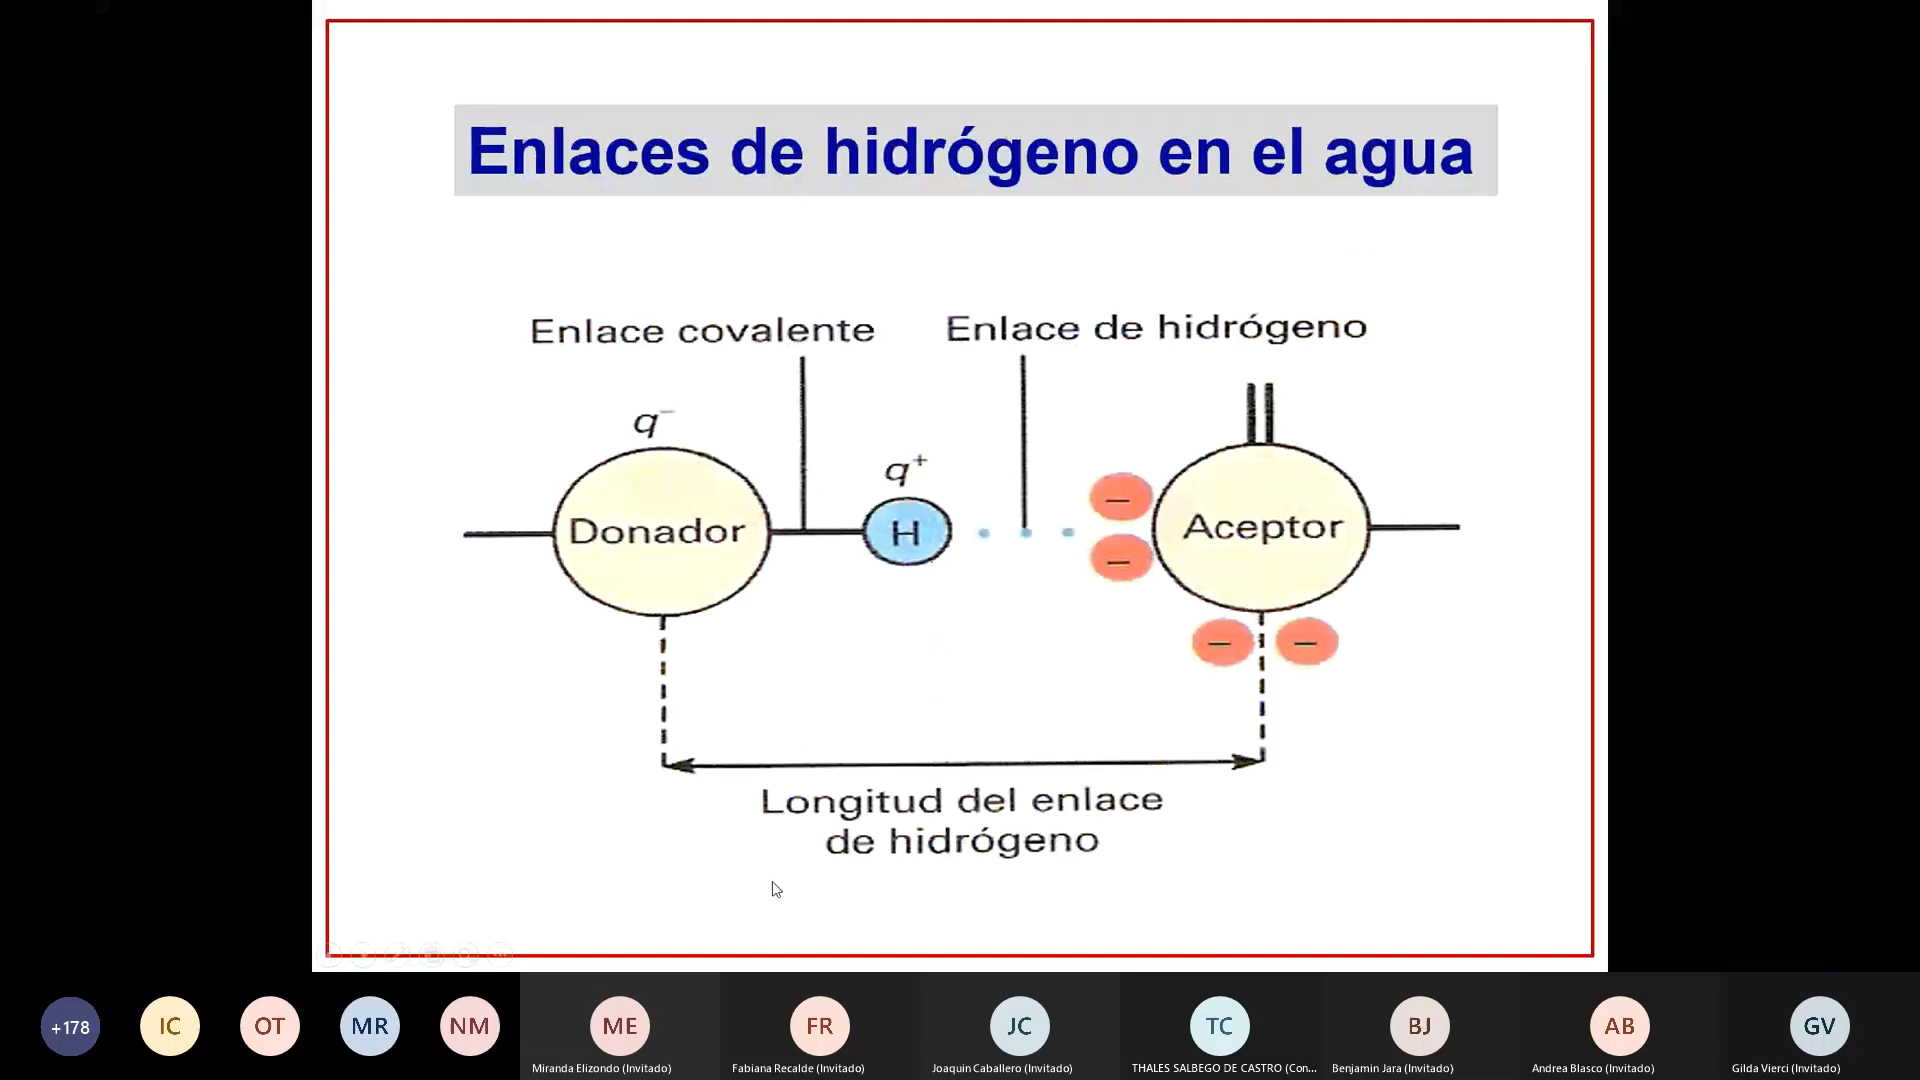 Enlaces de hidrógeno en el agua
Enlace covalente
Enlace de hidrógeno
q⁻
q⁺
Donador
H
Aceptor
–
–
–
–
Longitud del enlace
de hidrógeno
+178
IC
OT
MR
NM
ME
FR
JC
TC
BJ
AB
GV
Miranda Elizondo (Invitado)
Fabiana Recalde (Invitado)
Joaquin Caballero (Invitado)
THALES SALBEGO DE CASTRO (Con...
Benjamin Jara (Invitado)
Andrea Blasco (Invitado)
Gilda Vierci (Invitado)